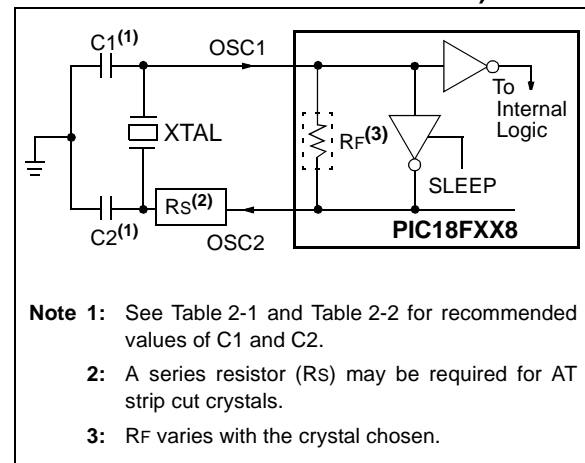 C1(1)
OSC1
To
Internal
Logic
XTAL
RF(3)
SLEEP
RS(2)
C2(1)
OSC2
PIC18FXX8
Note 1: See Table 2-1 and Table 2-2 for recommended
values of C1 and C2.
2: A series resistor (RS) may be required for AT
strip cut crystals.
3: RF varies with the crystal chosen.